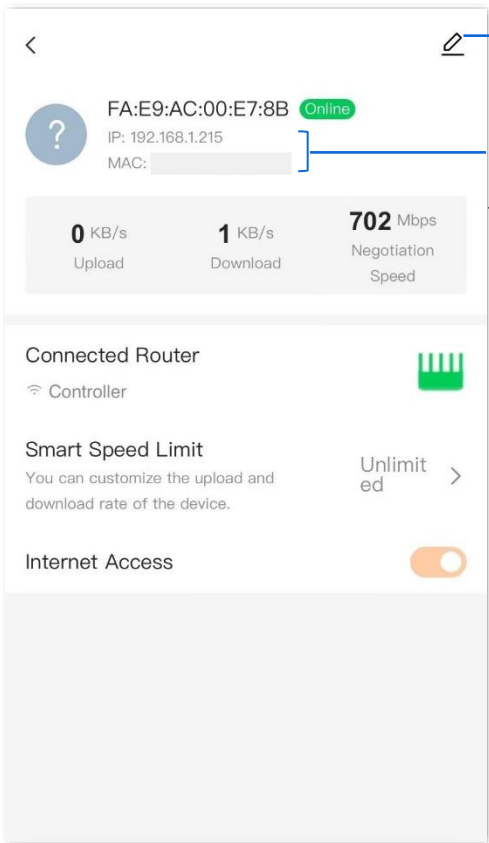 FA:E9:AC:00:E7:8B Online
IP: 192.168.1.215
MAC:
0 KB/s
Upload
1 KB/s
Download
702 Mbps
Negotiation
Speed
Connected Router
Controller
Smart Speed Limit
You can customize the upload and
download rate of the device.
Unlimit
ed
Internet Access